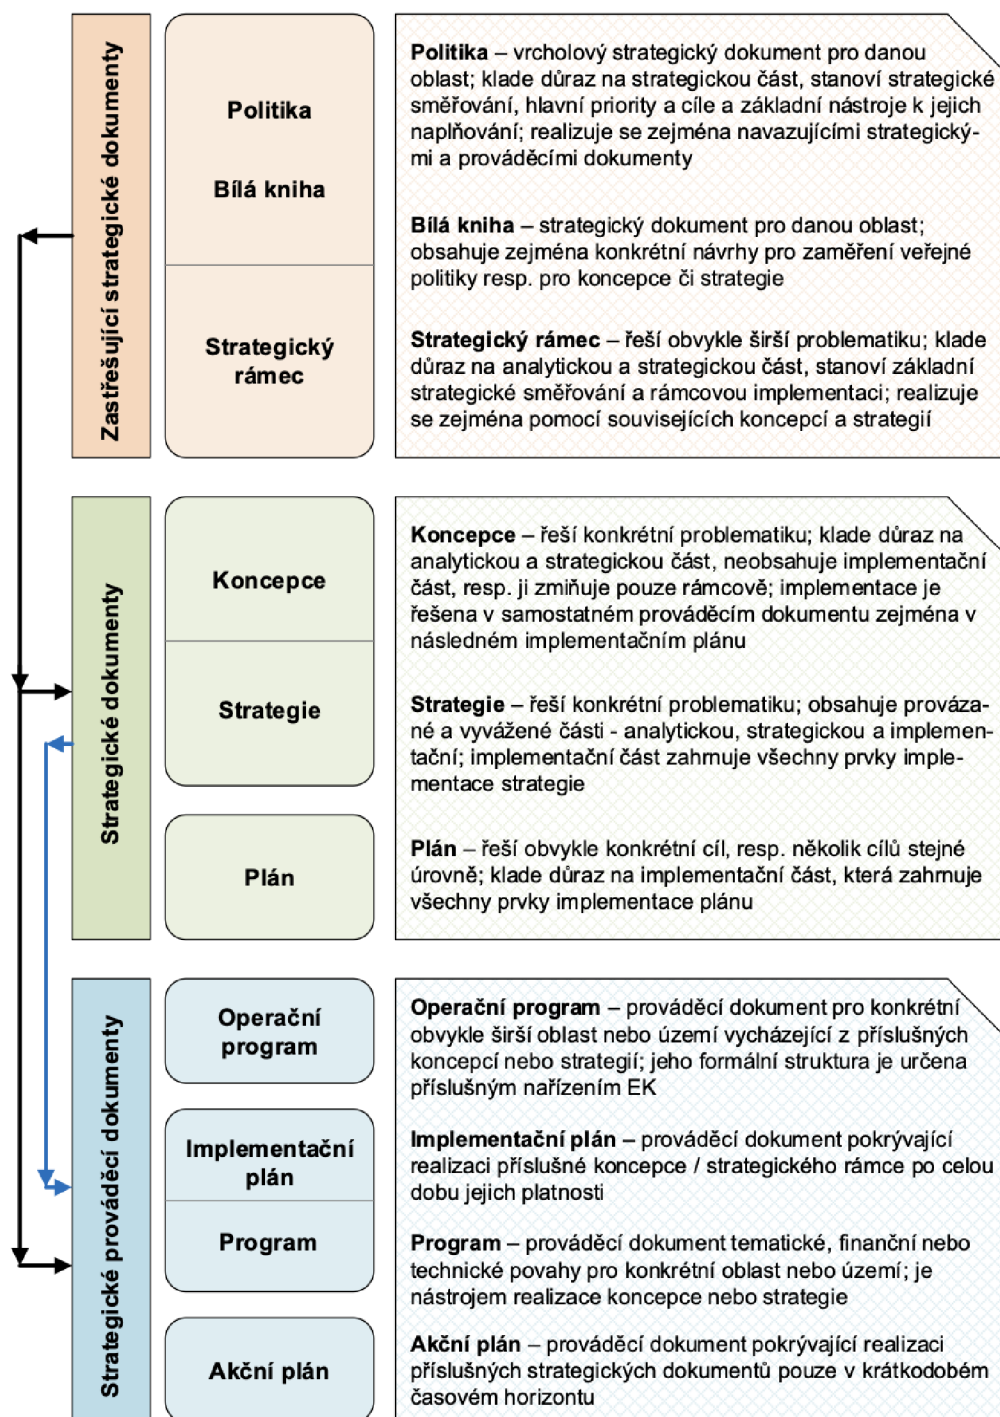 Zastřešující strategické dokumenty
Politika
Bílá kniha
Strategický
rámec
Politika – vrcholový strategický dokument pro danou
oblast; klade důraz na strategickou část, stanoví strategické
směřování, hlavní priority a cíle a základní nástroje k jejich
naplňování; realizuje se zejména navazujícími strategický-
mi a prováděcími dokumenty
Bílá kniha – strategický dokument pro danou oblast;
obsahuje zejména konkrétní návrhy pro zaměření veřejné
politiky resp. pro koncepce či strategie
Strategický rámec – řeší obvykle širší problematiku; klade
důraz na analytickou a strategickou část, stanoví základní
strategické směřování a rámcovou implementaci; realizuje
se zejména pomocí souvisejících koncepcí a strategií
Strategické dokumenty
Koncepce
Strategie
Plán
Koncepce – řeší konkrétní problematiku; klade důraz na
analytickou a strategickou část, neobsahuje implementační
část, resp. ji zmiňuje pouze rámcově; implementace je
řešena v samostatném prováděcím dokumentu zejména v
následném implementačním plánu
Strategie – řeší konkrétní problematiku; obsahuje prováza-
né a vyvážené části - analytickou, strategickou a implemen-
tační; implementační část zahrnuje všechny prvky imple-
mentace strategie
Plán – řeší obvykle konkrétní cíl, resp. několik cílů stejné
úrovně; klade důraz na implementační část, která zahrnuje
všechny prvky implementace plánu
Strategické prováděcí dokumenty
Operační
program
Implementační
plán
Program
Akční plán
Operační program – prováděcí dokument pro konkrétní
obvykle širší oblast nebo území vycházející z příslušných
koncepcí nebo strategií; jeho formální struktura je určena
příslušným nařízením EK
Implementační plán – prováděcí dokument pokrývající
realizaci příslušné koncepce / strategického rámce po celou
dobu jejich platnosti
Program – prováděcí dokument tematické, finanční nebo
technické povahy pro konkrétní oblast nebo území; je
nástrojem realizace koncepce nebo strategie
Akční plán – prováděcí dokument pokrývající realizaci
příslušných strategických dokumentů pouze v krátkodobém
časovém horizontu